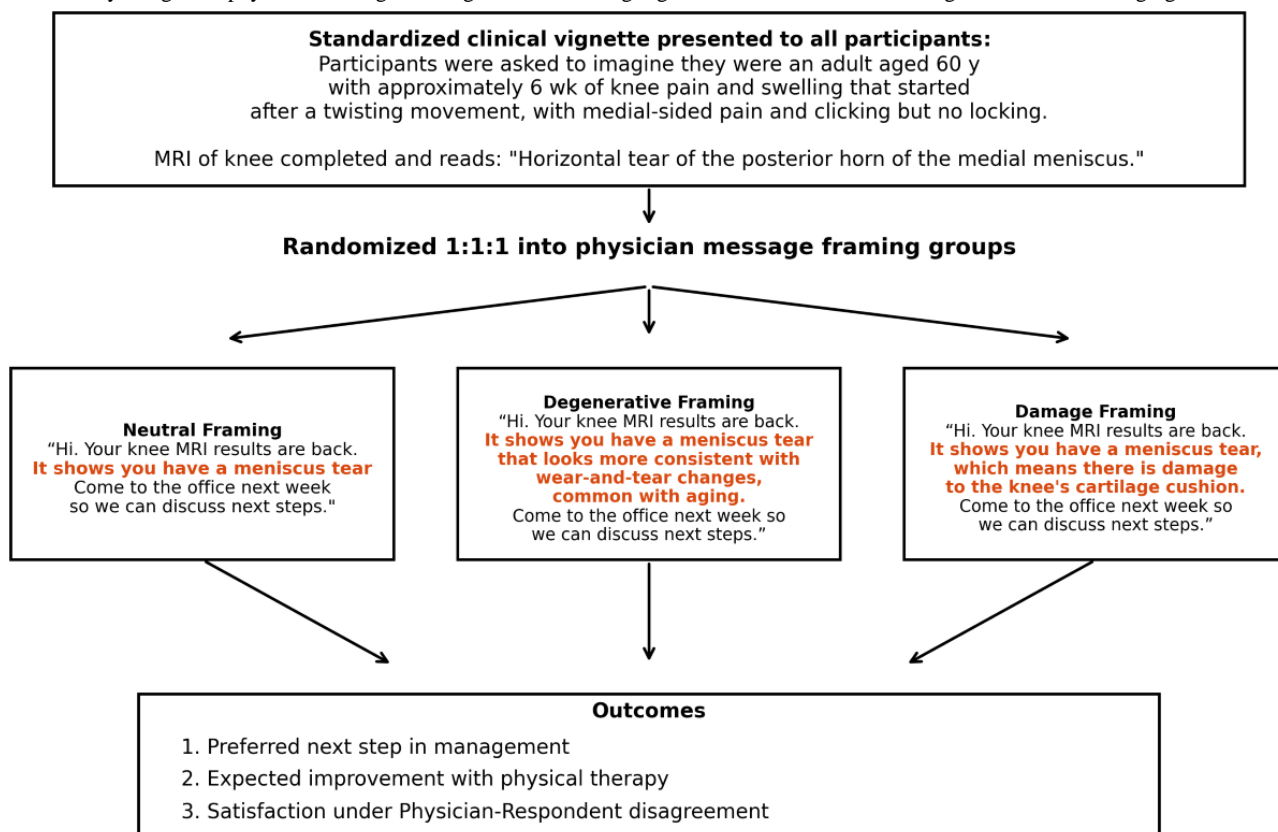 Standardized clinical vignette presented to all participants:
Participants were asked to imagine they were an adult aged 60 y
with approximately 6 wk of knee pain and swelling that started
after a twisting movement, with medial-sided pain and clicking but no locking.
MRI of knee completed and reads: "Horizontal tear of the posterior horn of the medial meniscus."
Randomized 1:1:1 into physician message framing groups
Neutral Framing
“Hi. Your knee MRI results are back.
It shows you have a meniscus tear
Come to the office next week
so we can discuss next steps."
Degenerative Framing
“Hi. Your knee MRI results are back.
It shows you have a meniscus tear
that looks more consistent with
wear-and-tear changes,
common with aging.
Come to the office next week so
we can discuss next steps.”
Damage Framing
“Hi. Your knee MRI results are back.
It shows you have a meniscus tear,
which means there is damage
to the knee's cartilage cushion.
Come to the office next week so
we can discuss next steps.”
Outcomes
1. Preferred next step in management
2. Expected improvement with physical therapy
3. Satisfaction under Physician-Respondent disagreement